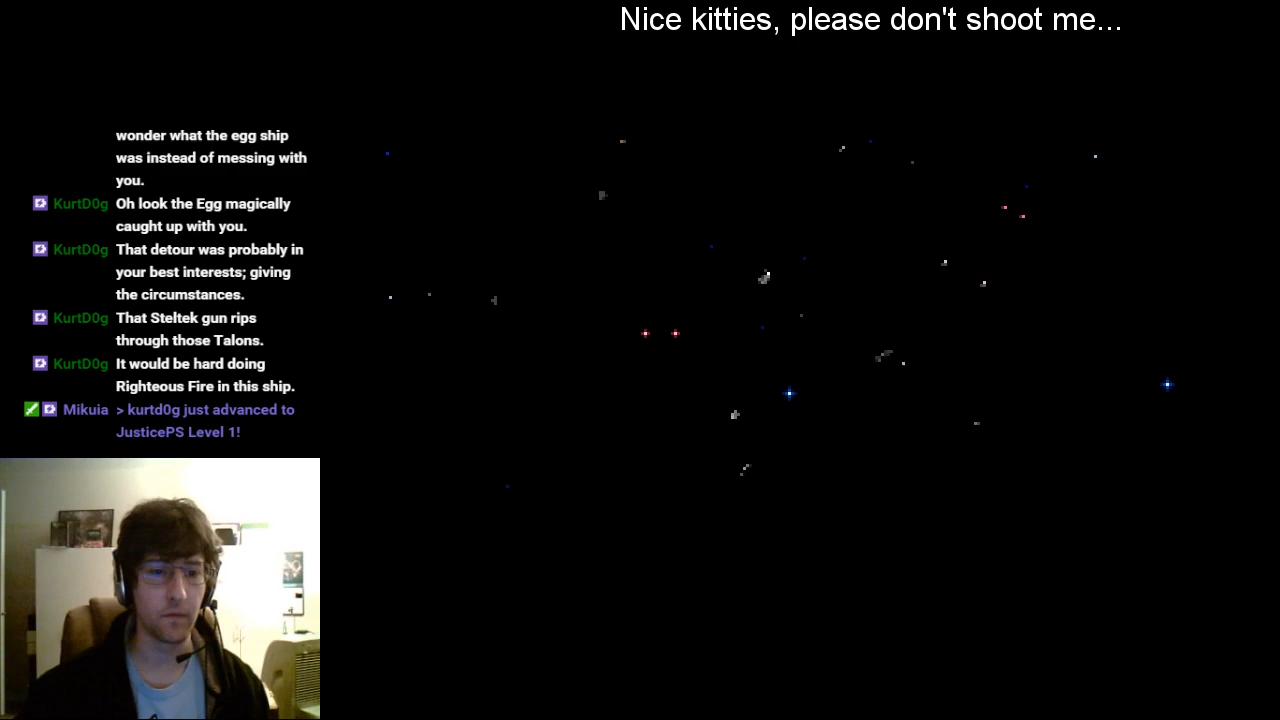 Nice kitties, please don't shoot me...
wonder what the egg ship
was instead of messing with
you.
KurtD0g Oh look the Egg magically
caught up with you.
KurtD0g That detour was probably in
your best interests; giving
the circumstances.
KurtD0g That Steltek gun rips
through those Talons.
KurtD0g It would be hard doing
Righteous Fire in this ship.
Mikuia > kurtd0g just advanced to
JusticePS Level 1!